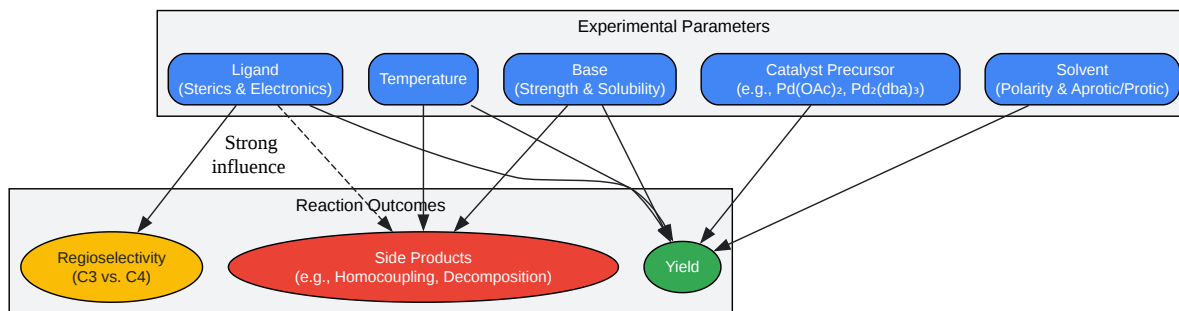 Experimental Parameters
Ligand
(Sterics & Electronics)
Temperature
Base
(Strength & Solubility)
Catalyst Precursor
(e.g., Pd(OAc)₂, Pd₂(dba)₃)
Solvent
(Polarity & Aprotic/Protic)
Strong
influence
Reaction Outcomes
Regioselectivity
(C3 vs. C4)
Side Products
(e.g., Homocoupling, Decomposition)
Yield